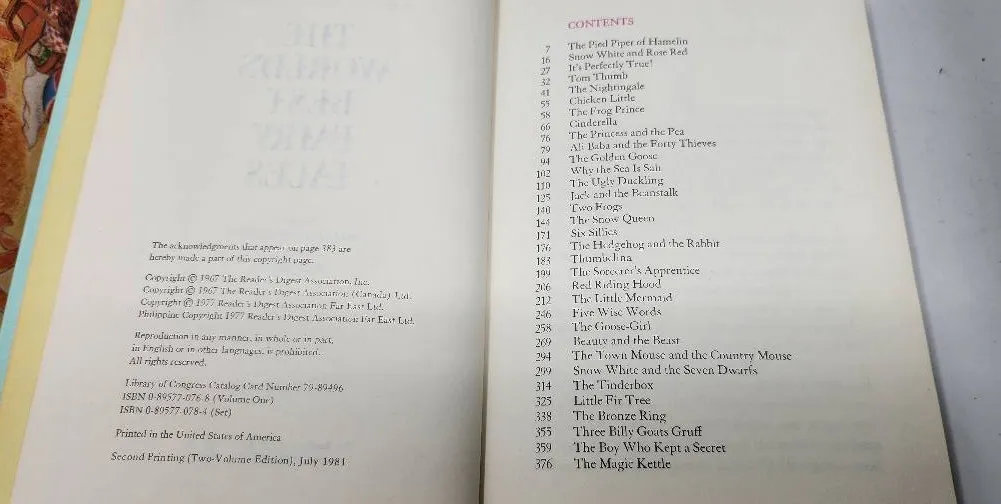 THE
WORLD'S
BEST
FAIRY
TALES
The acknowledgments that appear on page 383 are
hereby made a part of this copyright page.
Copyright © 1967 The Reader's Digest Association, Inc.
Copyright © 1967 The Reader's Digest Association (Canada) Ltd.
Copyright © 1977 Reader's Digest Association Far East Ltd.
Philippine Copyright 1977 Reader's Digest Association Far East Ltd.
Reproduction in any manner, in whole or in part,
in English or in other languages, is prohibited.
All rights reserved.
Library of Congress Catalog Card Number 79-89496
ISBN 0-89577-076-8 (Volume One)
ISBN 0-89577-078-4 (Set)
Printed in the United States of America
Second Printing (Two-Volume Edition), July 1981
CONTENTS
7 The Pied Piper of Hamelin
16 Snow White and Rose Red
27 It's Perfectly True!
32 Tom Thumb
41 The Nightingale
55 Chicken Little
58 The Frog Prince
66 Cinderella
76 The Princess and the Pea
79 Ali Baba and the Forty Thieves
94 The Golden Goose
102 Why the Sea Is Salt
110 The Ugly Duckling
125 Jack and the Beanstalk
140 Two Frogs
144 The Snow Queen
171 Six Sillies
176 The Hedgehog and the Rabbit
183 Thumbelina
199 The Sorcerer's Apprentice
206 Red Riding Hood
212 The Little Mermaid
246 Five Wise Words
258 The Goose-Girl
269 Beauty and the Beast
294 The Town Mouse and the Country Mouse
299 Snow White and the Seven Dwarfs
314 The Tinderbox
325 Little Fir Tree
338 The Bronze Ring
355 Three Billy Goats Gruff
359 The Boy Who Kept a Secret
376 The Magic Kettle